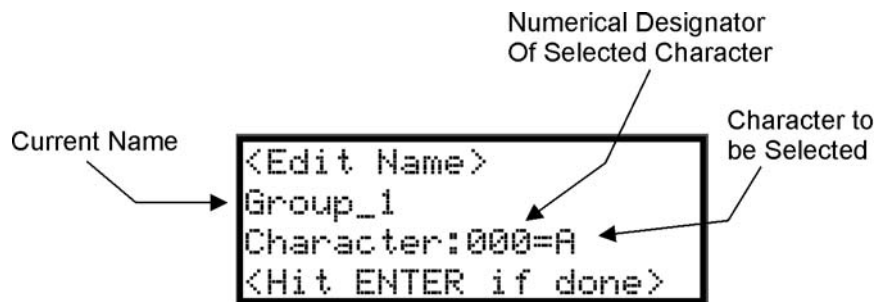 Numerical Designator
Of Selected Character
Character to
be Selected
Current Name
<Edit Name>
Group_1
Character:000=A
<Hit ENTER if done>